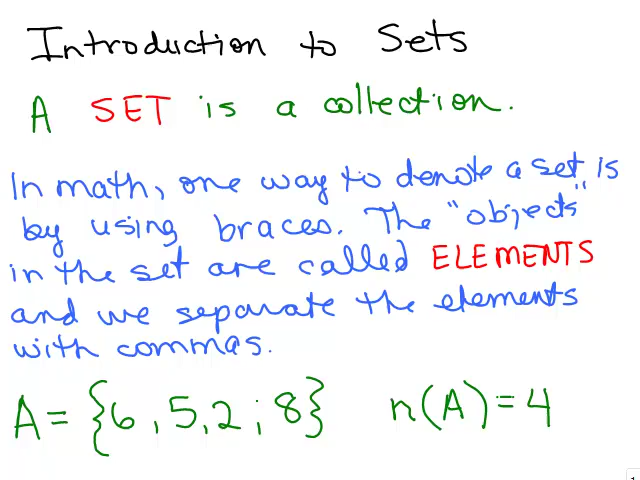 Introduction to Sets
A SET is a collection.
In math, one way to denote a set is
by using braces. The "objects"
in the set are called ELEMENTS
and we separate the elements
with commas.
A = {6, 5, 2, 8} n(A) = 4